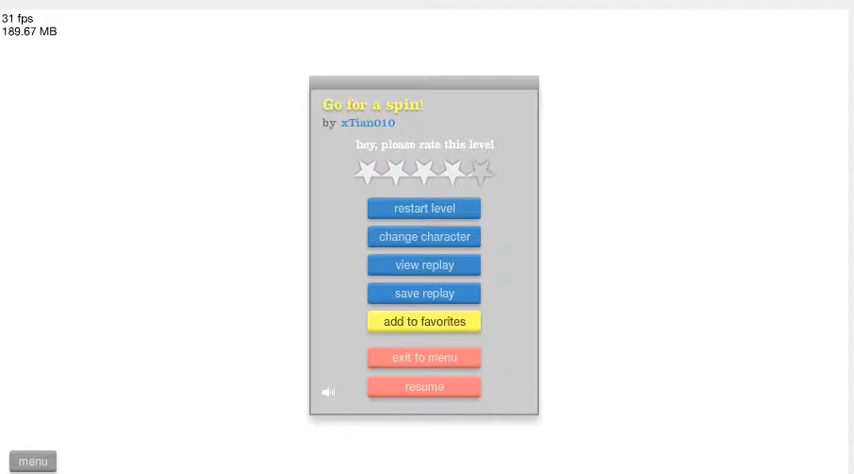 31 fps
189.67 MB
Go for a spin!
by xTian010
hey, please rate this level
restart level
change character
view replay
save replay
add to favorites
exit to menu
resume
menu